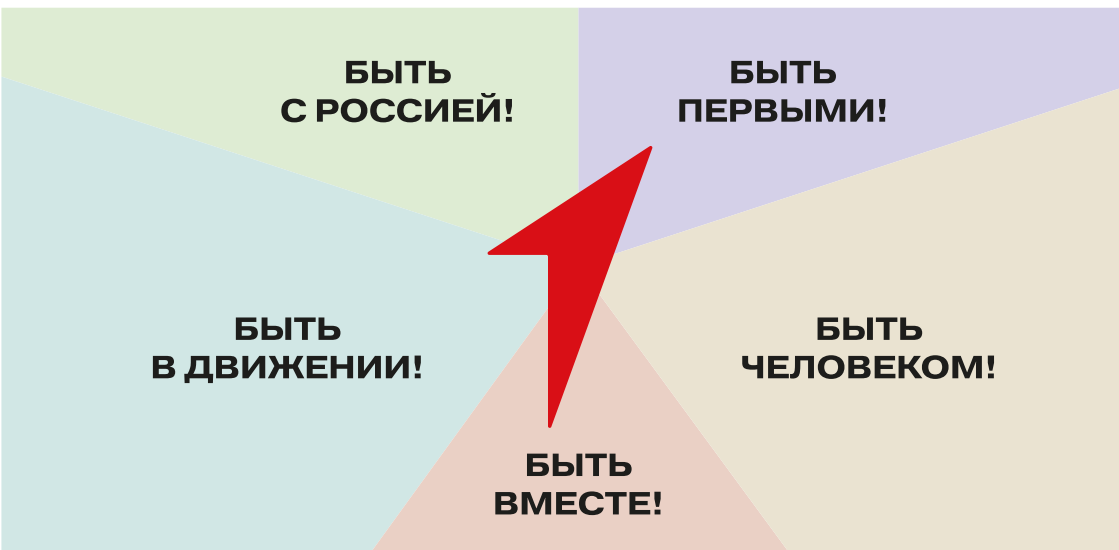 БЫТЬ
С РОССИЕЙ!
БЫТЬ
ПЕРВЫМИ!
БЫТЬ
В ДВИЖЕНИИ!
БЫТЬ
ЧЕЛОВЕКОМ!
БЫТЬ
ВМЕСТЕ!